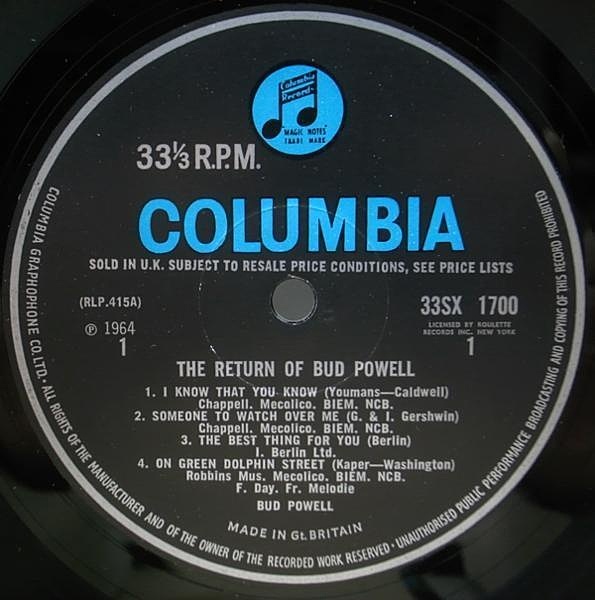 Columbia
Records
"MAGIC NOTES"
TRADE MARK
33⅓ R.P.M.
COLUMBIA
SOLD IN U.K. SUBJECT TO RESALE PRICE CONDITIONS, SEE PRICE LISTS
(RLP.415A)
33SX 1700
℗ 1964
LICENSED BY ROULETTE
RECORDS INC. NEW YORK
1
1
THE RETURN OF BUD POWELL
1. I KNOW THAT YOU KNOW (Youmans—Caldwell)
Chappell. Mecolico. BIEM. NCB.
2. SOMEONE TO WATCH OVER ME (G. & I. Gershwin)
Chappell. Mecolico. BIEM. NCB.
3. THE BEST THING FOR YOU (Berlin)
I. Berlin Ltd.
4. ON GREEN DOLPHIN STREET (Kaper—Washington)
Robbins Mus. Mecolico. BIEM. NCB.
F. Day. Fr. Melodie
BUD POWELL
MADE IN Gt. BRITAIN
COLUMBIA GRAPHOPHONE CO. LTD. • ALL RIGHTS OF THE MANUFACTURER AND OF THE OWNER OF THE RECORDED WORK RESERVED • UNAUTHORISED PUBLIC PERFORMANCE BROADCASTING AND COPYING OF THIS RECORD PROHIBITED